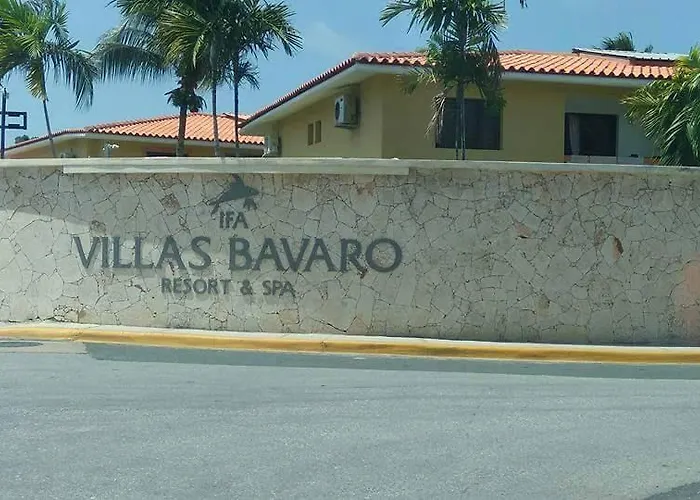 IFA
VILLAS BAVARO
RESORT & SPA